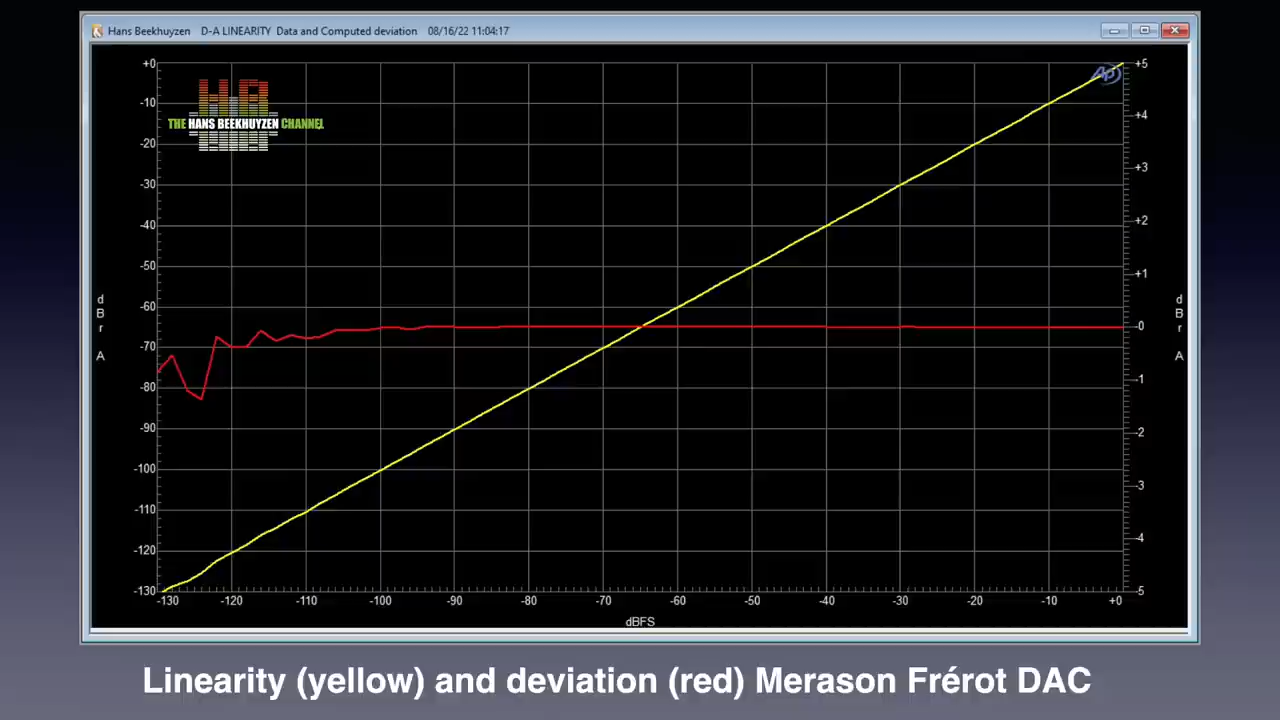 Hans Beekhuyzen D-A LINEARITY Data and Computed deviation 08/16/23 11:04:17
THE HANS BEEKHUYZEN CHANNEL
AP
+0
-10
-20
-30
-40
-50
-60
-70
-80
-90
-100
-110
-120
-130
d
B
r
A
+5
+4
+3
+2
+1
-0
-1
-2
-3
-4
-5
d
B
r
A
-130 -120 -110 -100 -90 -80 -70 -60 -50 -40 -30 -20 -10 +0
dBFS
Linearity (yellow) and deviation (red) Merason Frérot DAC